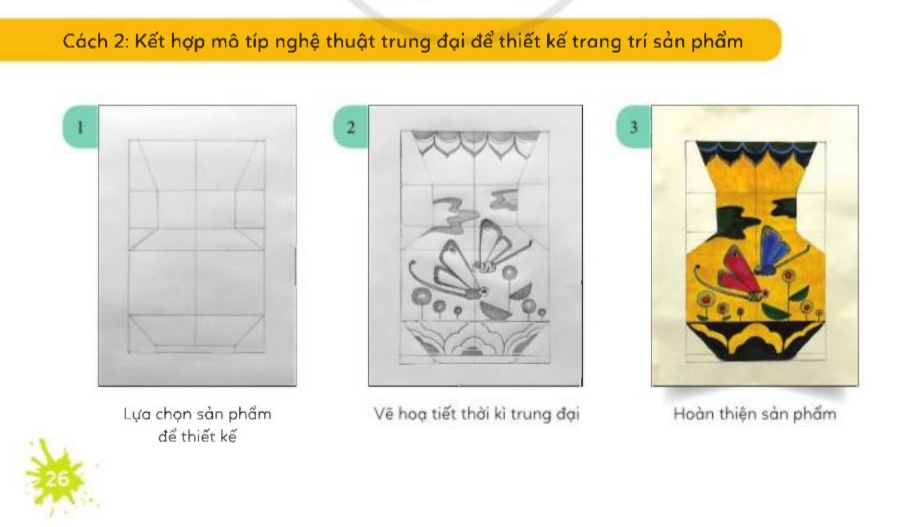 Cách 2: Kết hợp mô típ nghệ thuật trung đại để thiết kế trang trí sản phẩm
1
2
3
Lựa chọn sản phẩm
để thiết kế
Vẽ hoạ tiết thời kì trung đại
Hoàn thiện sản phẩm
26